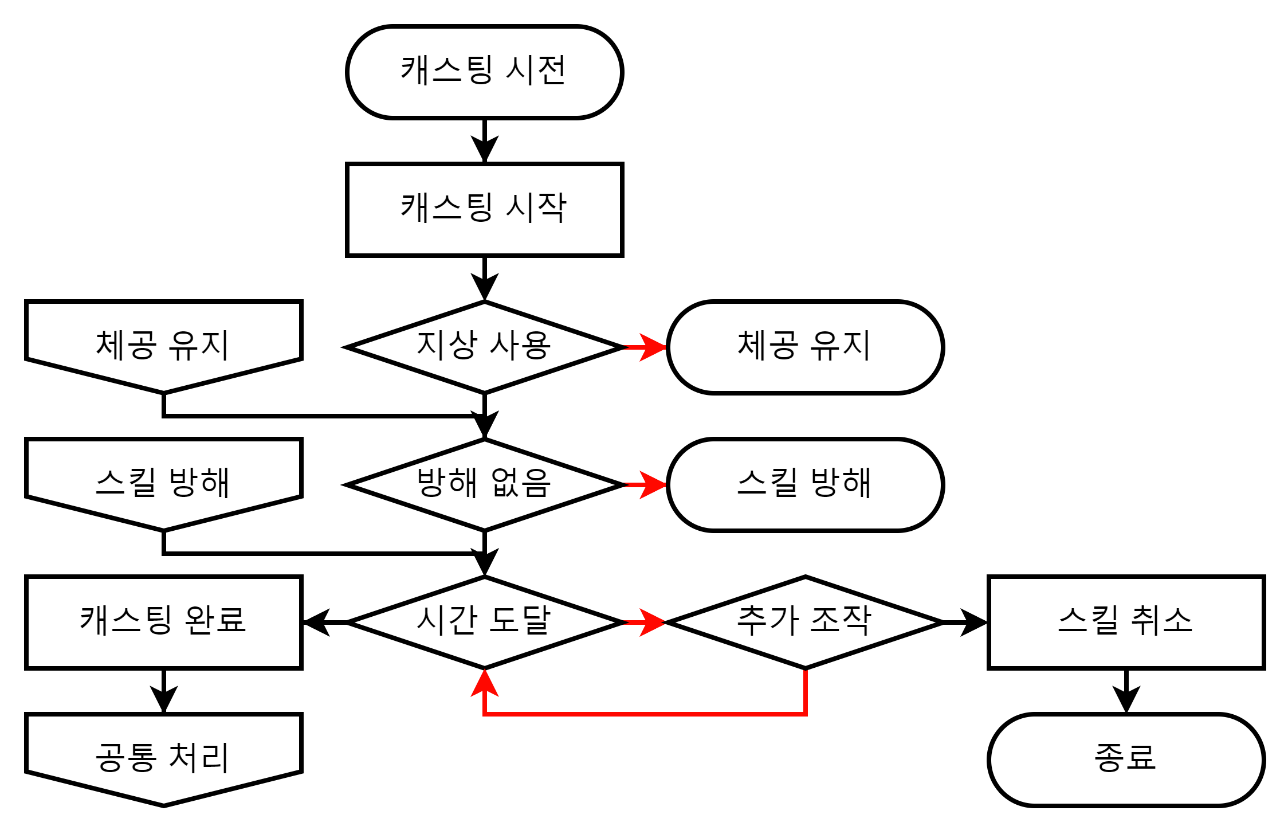 캐스팅 시전
캐스팅 시작
체공 유지
지상 사용
체공 유지
스킬 방해
방해 없음
스킬 방해
캐스팅 완료
시간 도달
추가 조작
스킬 취소
공통 처리
종료